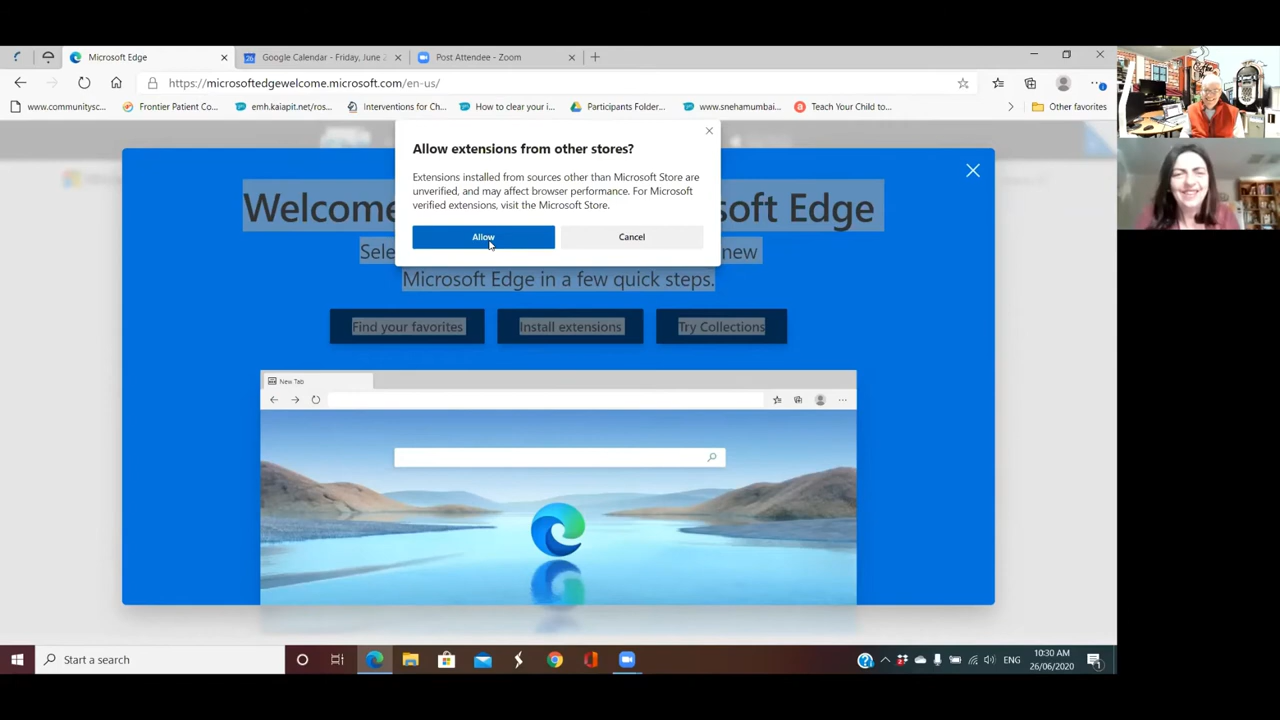 Microsoft Edge
Google Calendar - Friday, June 2
Post Attendee - Zoom
https://microsoftedgewelcome.microsoft.com/en-us/
www.communitysc...
Frontier Patient Co...
emh.kaiapit.net/ros...
Interventions for Ch...
How to clear your i...
Participants Folder...
www.snehamumbai...
Teach Your Child to...
Other favorites
Allow extensions from other stores?
Extensions installed from sources other than Microsoft Store are
unverified, and may affect browser performance. For Microsoft
verified extensions, visit the Microsoft Store.
Allow
Cancel
Welcome
soft Edge
Sele
new
Microsoft Edge in a few quick steps.
Find your favorites
Install extensions
Try Collections
New Tab
Start a search
ENG
10:30 AM
26/06/2020
1